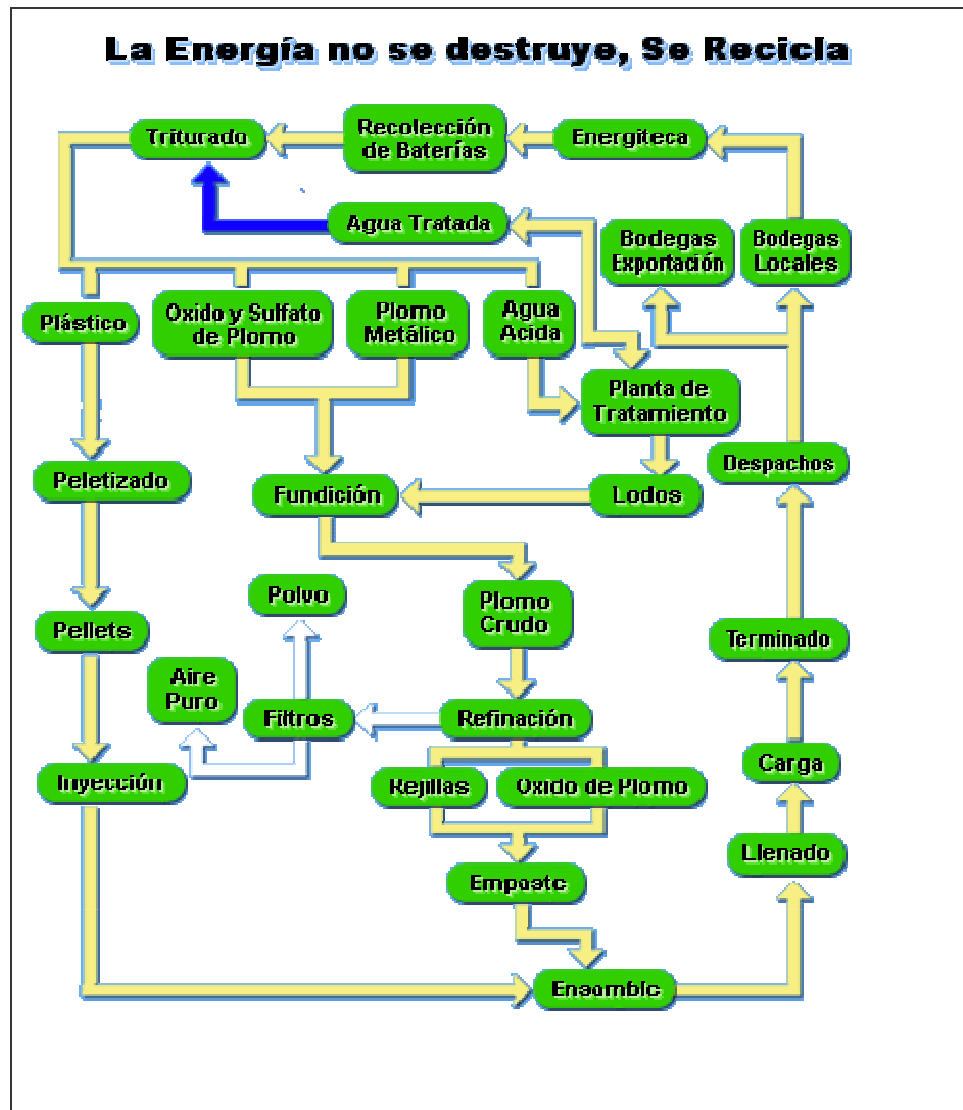 La Energía no se destruye, Se Recicla
Triturado
Recolección
de Baterías
Energiteca
Agua Tratada
Bodegas
Exportación
Bodegas
Locales
Plástico
Oxido y Sulfato
de Plomo
Plomo
Metálico
Agua
Acida
Planta de
Tratamiento
Despachos
Peletizado
Fundición
Lodos
Polvo
Plomo
Crudo
Pellets
Terminado
Aire
Puro
Filtros
Refinación
Inyección
Carga
Rejillas
Oxido de Plomo
Llenado
Empaste
Ensamble